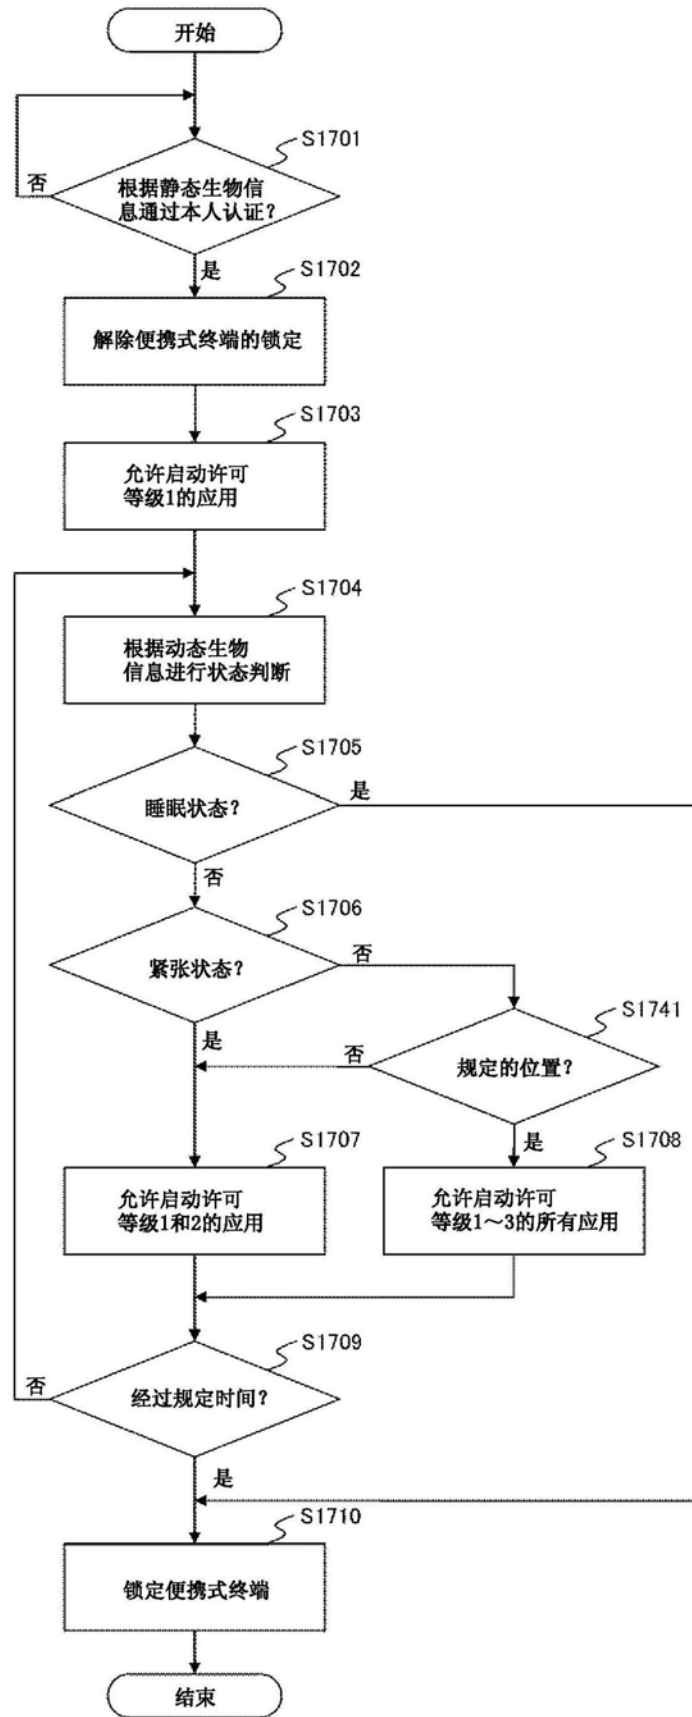 开始
S1701
否
根据静态生物信
息通过本人认证？
是
S1702
解除便携式终端的锁定
S1703
允许启动许可
等级1的应用
S1704
根据动态生物
信息进行状态判断
S1705
睡眠状态？
是
否
S1706
紧张状态？
否
S1741
是
否
规定的位置？
S1707
是
S1708
允许启动许可
等级1和2的应用
允许启动许可
等级1～3的所有应用
S1709
否
经过规定时间？
是
S1710
锁定便携式终端
结束